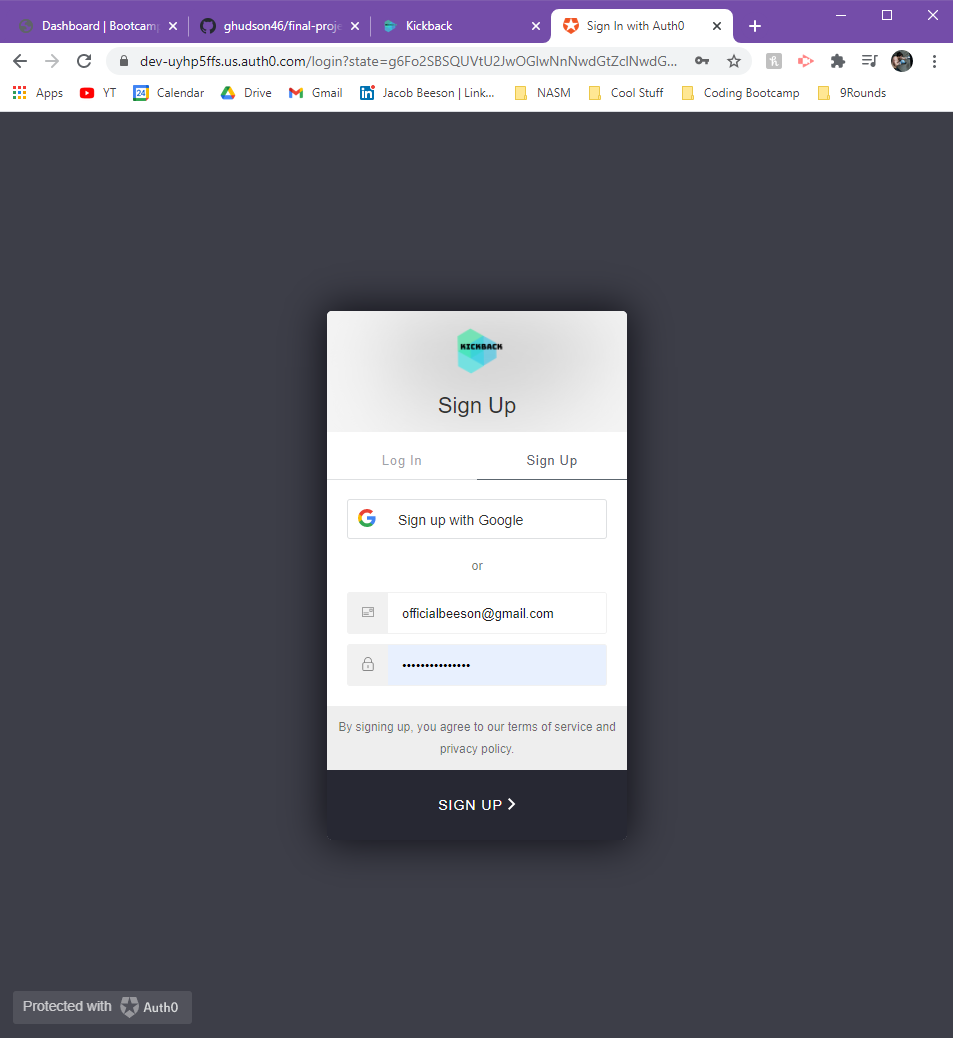 Dashboard | Bootcamp
ghudson46/final-proje
Kickback
Sign In with Auth0
dev-uyhp5ffs.us.auth0.com/login?state=g6Fo2SBSQUVtU2JwOGlwNnNwdGtZclNwdG...
Apps
YT
24
Calendar
Drive
Gmail
Jacob Beeson | Link...
NASM
Cool Stuff
Coding Bootcamp
9Rounds
KICKBACK
Sign Up
Log In
Sign Up
Sign up with Google
or
officialbeeson@gmail.com
•••••••••••••••
By signing up, you agree to our terms of service and
privacy policy.
SIGN UP
Protected with Auth0